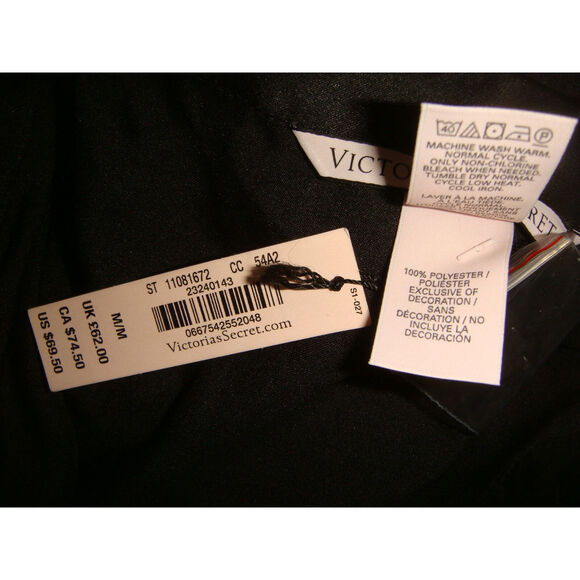 VICTO
RET
40
P
MACHINE WASH WARM.
NORMAL CYCLE.
ONLY NON-CHLORINE
BLEACH WHEN NEEDED.
TUMBLE DRY NORMAL
CYCLE LOW HEAT.
COOL IRON.
LAVER À LA MACHINE.
100% POLYESTER /
POLIÉSTER
EXCLUSIVE OF
DECORATION /
SANS
DÉCORATION / NO
INCLUYE LA
DECORACIÓN
ST 11081672 CC 54A2
23240143
0667542552048
VictoriasSecret.com
S1-027
M/M
UK £62.00
CA $74.50
US $69.50